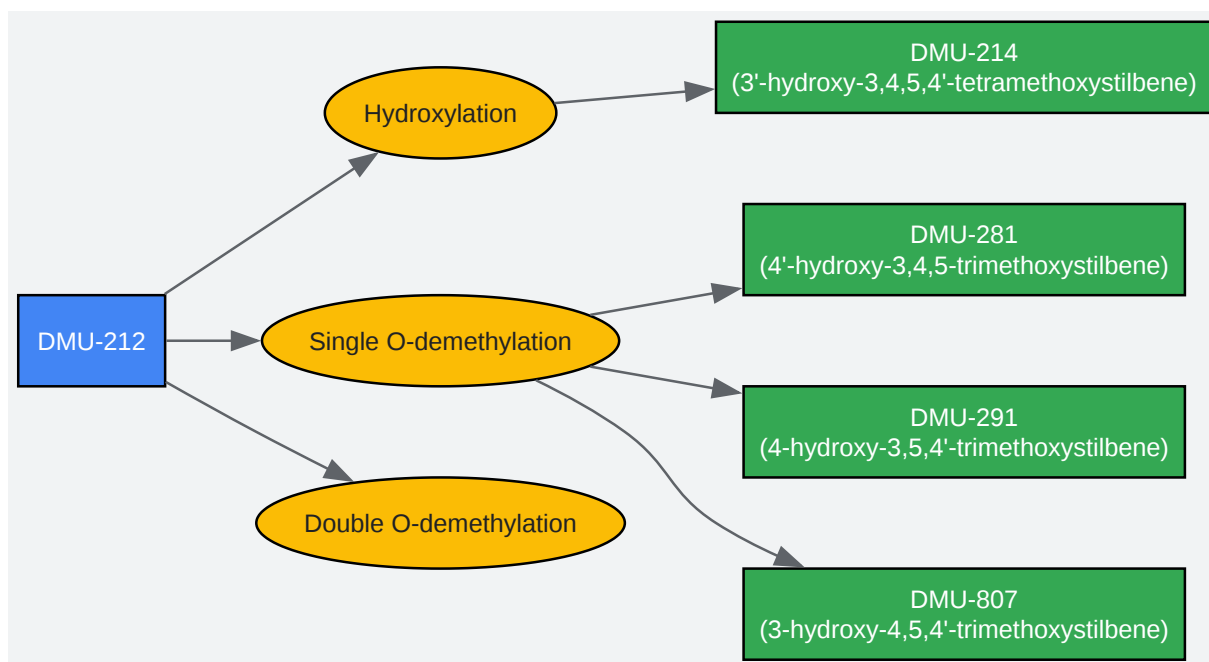 DMU-212
Hydroxylation
DMU-214
(3'-hydroxy-3,4,5,4'-tetramethoxystilbene)
Single O-demethylation
DMU-281
(4'-hydroxy-3,4,5-trimethoxystilbene)
DMU-291
(4-hydroxy-3,5,4'-trimethoxystilbene)
DMU-807
(3-hydroxy-4,5,4'-trimethoxystilbene)
Double O-demethylation